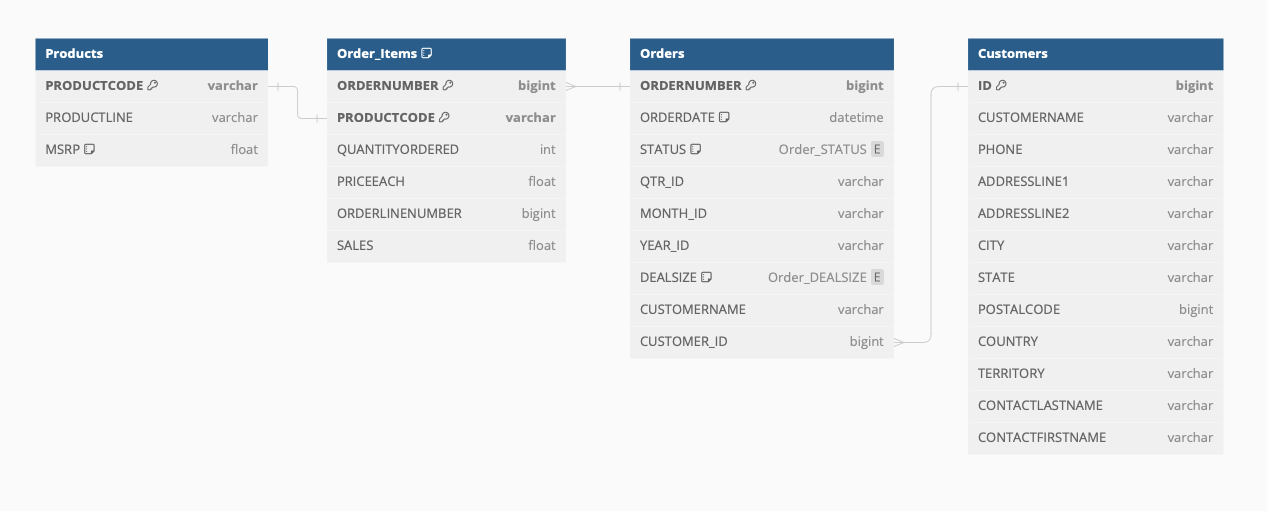 Products
PRODUCTCODE varchar
PRODUCTLINE varchar
MSRP float
Order_Items
ORDERNUMBER bigint
PRODUCTCODE varchar
QUANTITYORDERED int
PRICEEACH float
ORDERLINENUMBER bigint
SALES float
Orders
ORDERNUMBER bigint
ORDERDATE datetime
STATUS Order_STATUS E
QTR_ID varchar
MONTH_ID varchar
YEAR_ID varchar
DEALSIZE Order_DEALSIZE E
CUSTOMERNAME varchar
CUSTOMER_ID bigint
Customers
ID bigint
CUSTOMERNAME varchar
PHONE varchar
ADDRESSLINE1 varchar
ADDRESSLINE2 varchar
CITY varchar
STATE varchar
POSTALCODE bigint
COUNTRY varchar
TERRITORY varchar
CONTACTLASTNAME varchar
CONTACTFIRSTNAME varchar